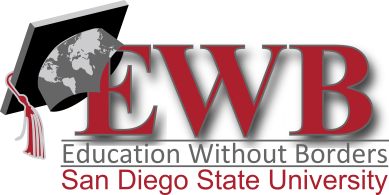 EWB
Education Without Borders
San Diego State University